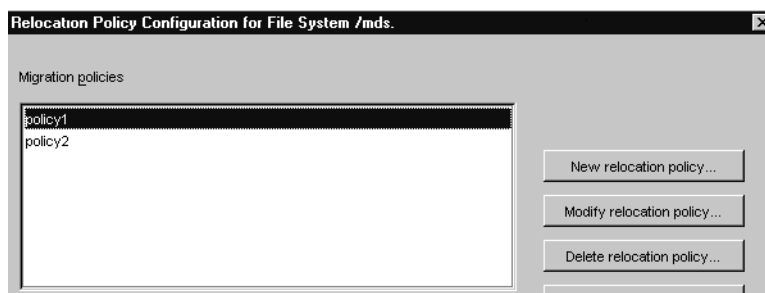 Relocation Policy Configuration for File System /mds.
Migration policies
policy1
policy2
New relocation policy...
Modify relocation policy...
Delete relocation policy...